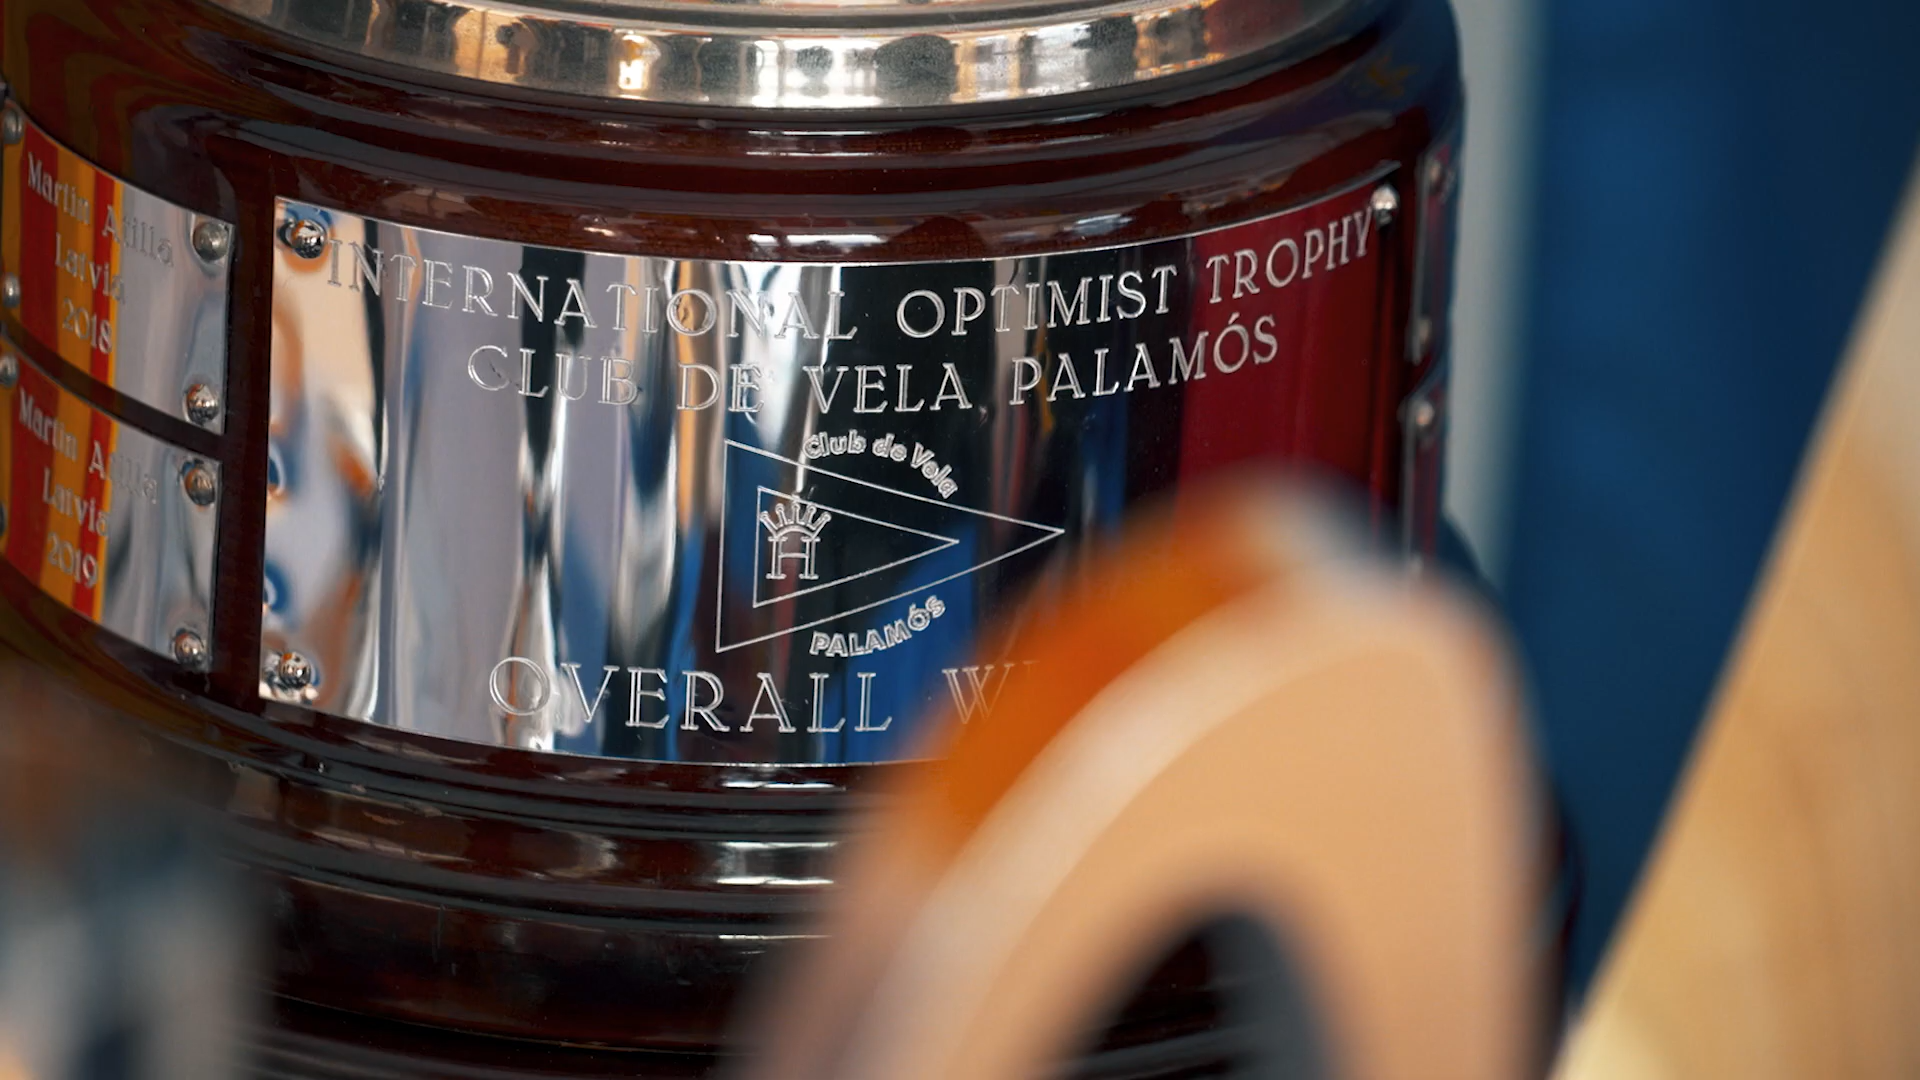 Martin Atilla
Latvia
2018
Martin Atilla
Latvia
2019
INTERNATIONAL OPTIMIST TROPHY
CLUB DE VELA PALAMÓS
Club de Vela
H
PALAMÓS
OVERALL